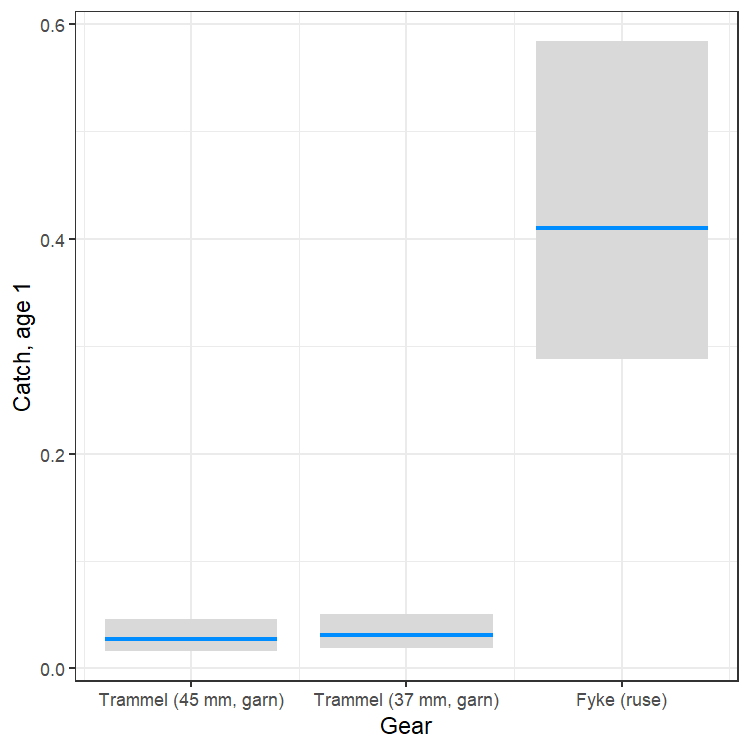 0.6
0.4
0.2
0.0
Catch, age 1
Trammel (45 mm, garn) Trammel (37 mm, garn) Fyke (ruse)
Gear